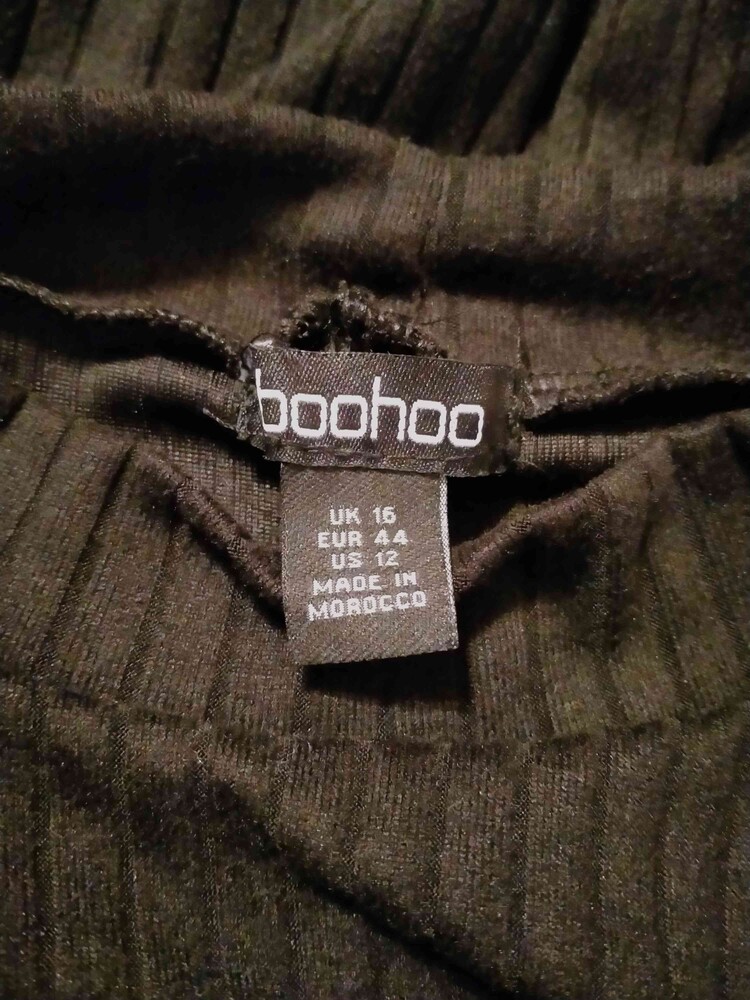 boohoo
UK 16
EUR 44
US 12
MADE IN
MOROCCO